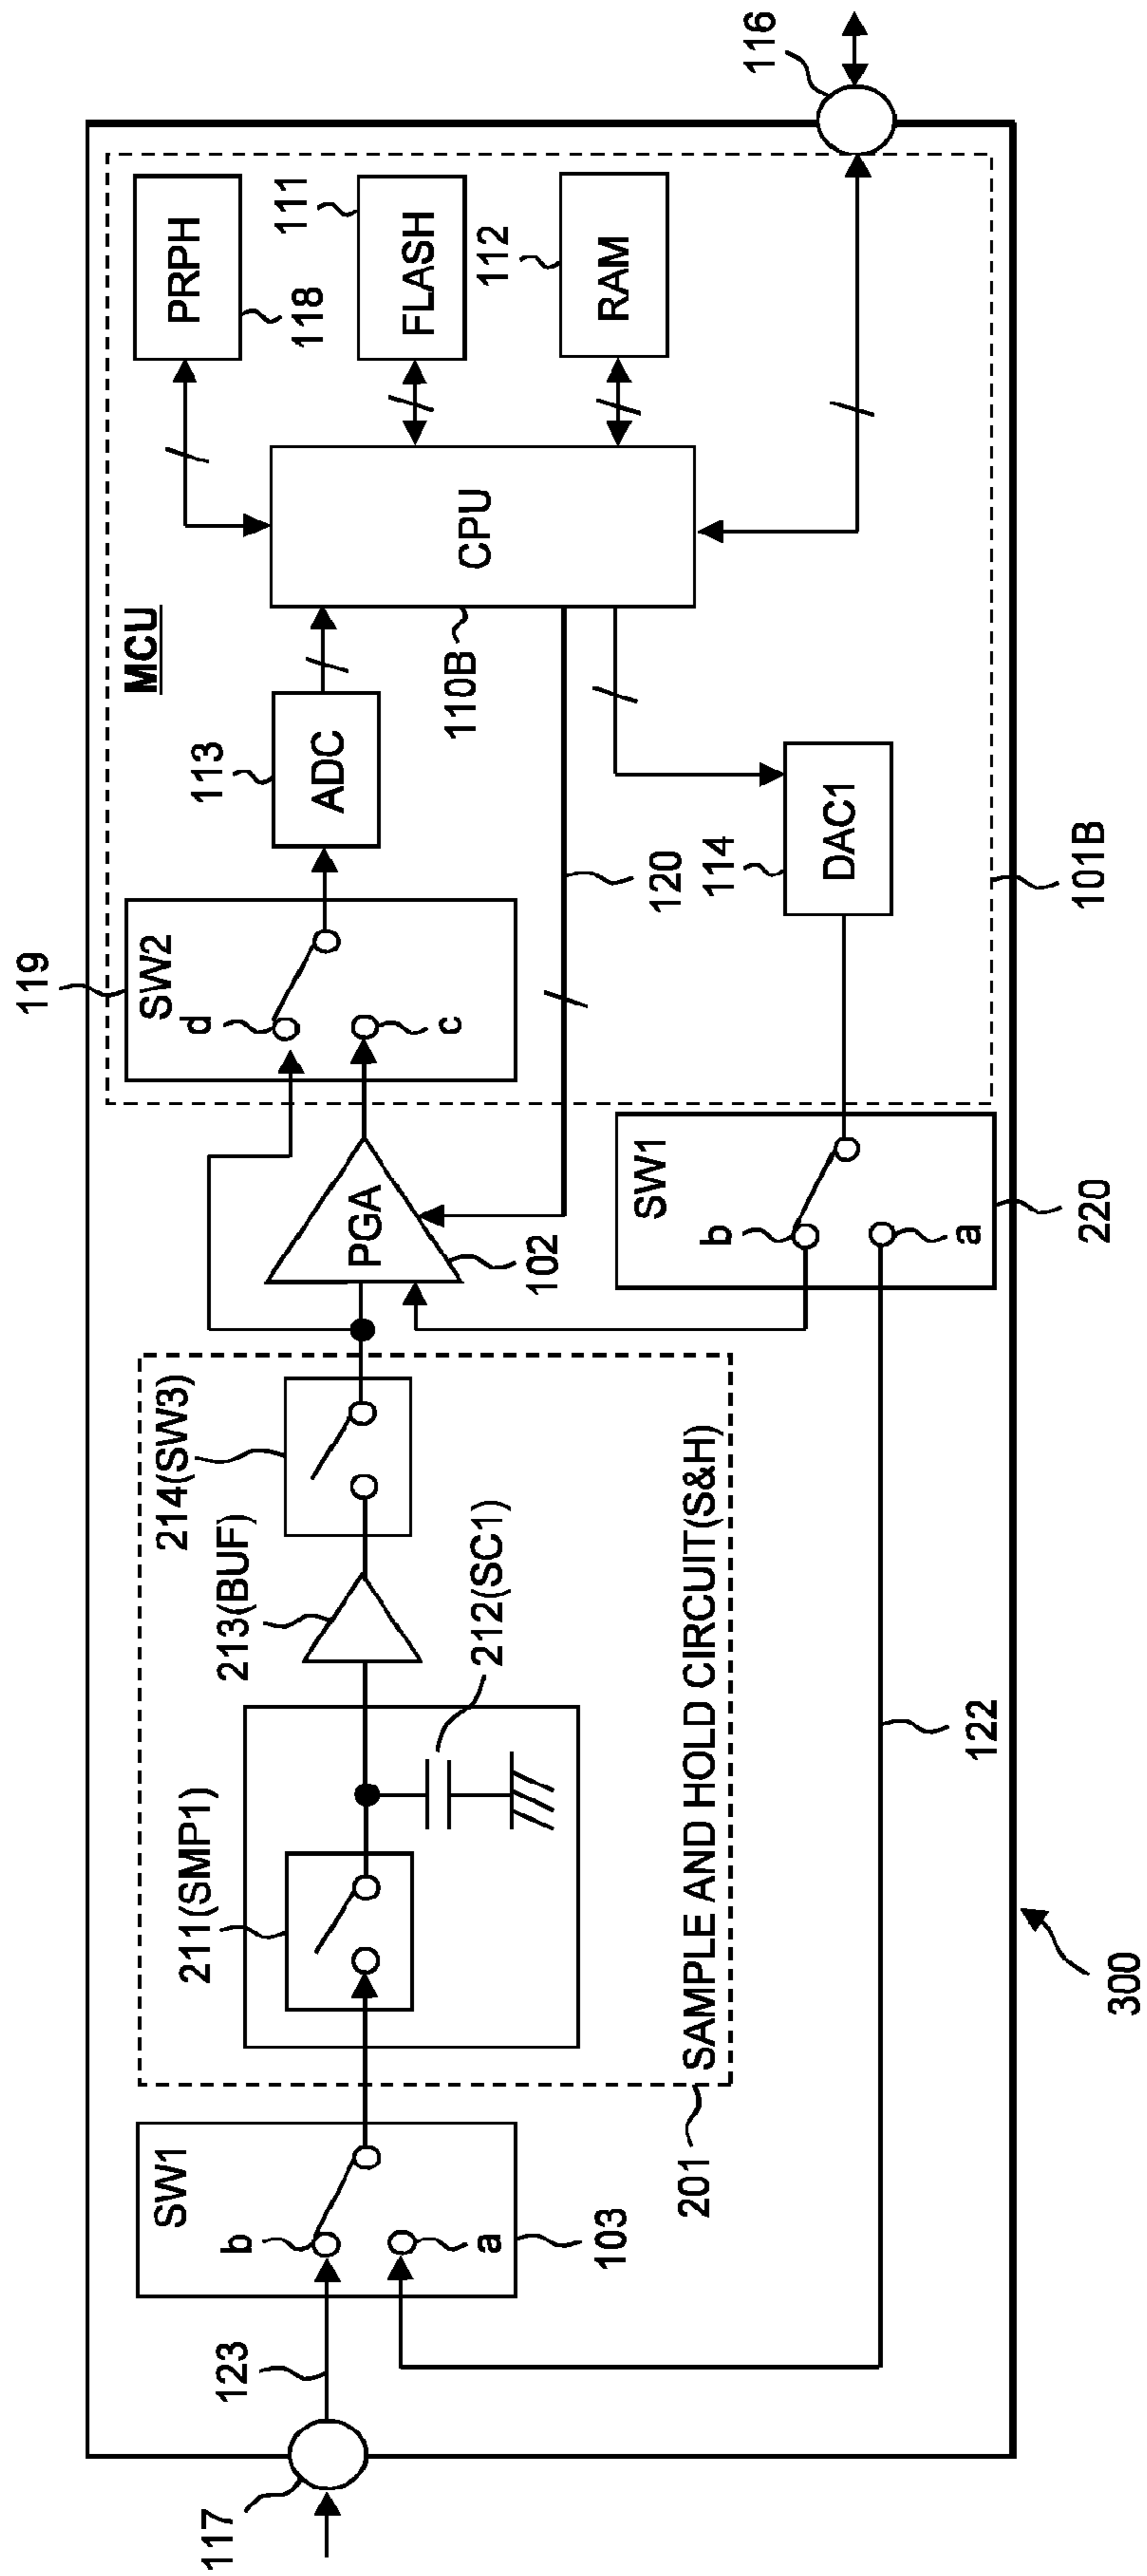 117
123
SW1
b
a
103
211(SMP1)
212(SC1)
213(BUF)
214(SW3)
201
SAMPLE AND HOLD CIRCUIT(S&H)
122
300
PGA
102
SW1
b
a
220
119
SW2
d
c
MCU
113
ADC
120
114
DAC1
101B
110B
CPU
PRPH
118
111
FLASH
112
RAM
116